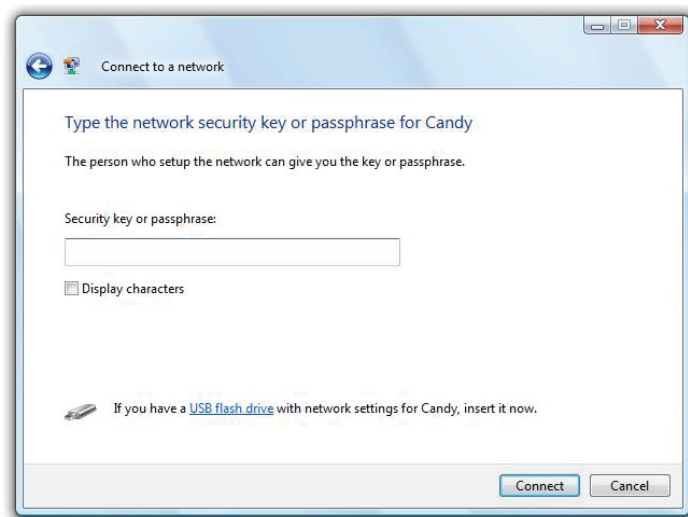 Connect to a network
Type the network security key or passphrase for Candy
The person who setup the network can give you the key or passphrase.
Security key or passphrase:
Display characters
If you have a USB flash drive with network settings for Candy, insert it now.
Connect Cancel